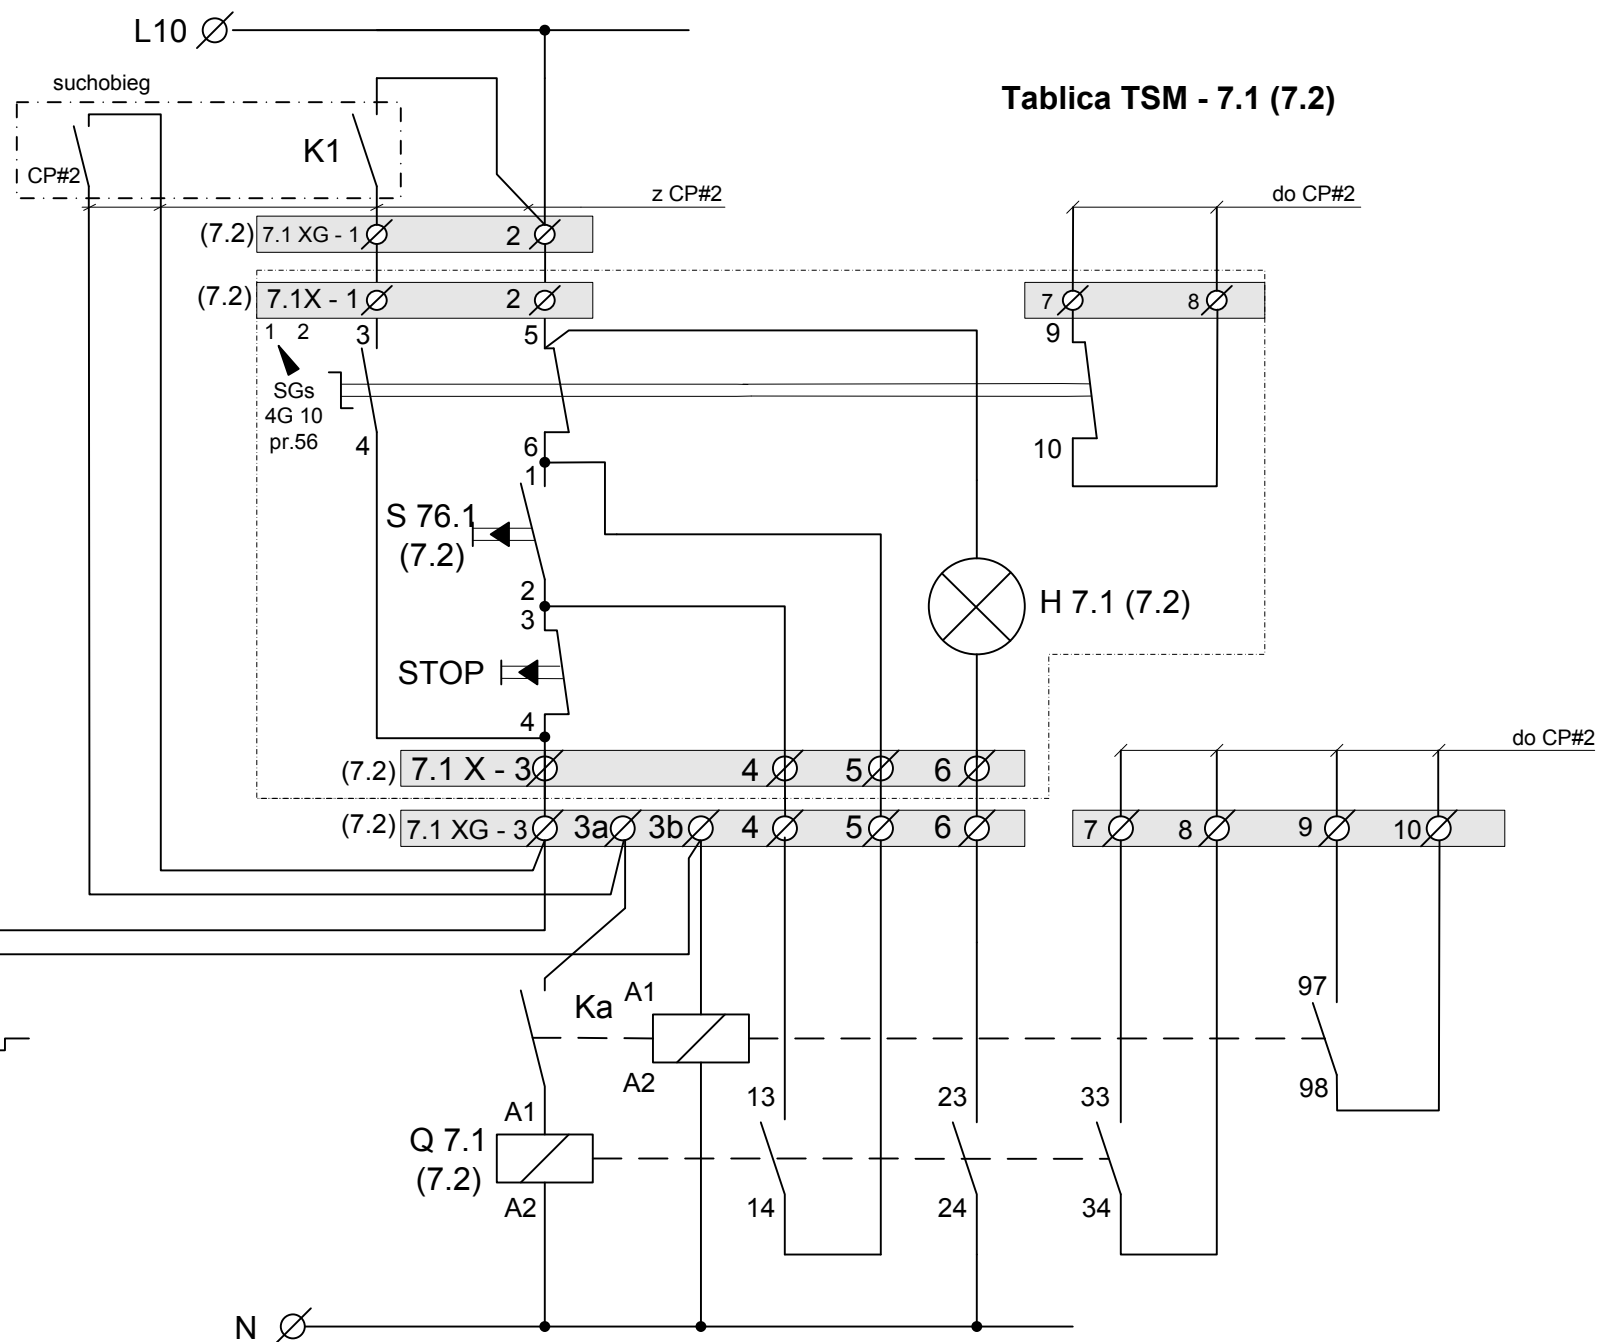 L10
suchobieg
Tablica TSM - 7.1 (7.2)
K1
CP#2
z CP#2
do CP#2
(7.2) 7.1 XG - 1 2
(7.2) 7.1X - 1 2 7 8
1 2 3 5 9
SGs
4G 10
pr.56
4 6 10
1
S 76.1
(7.2)
2
3
H 7.1 (7.2)
STOP
4
do CP#2
(7.2) 7.1 X - 3 4 5 6
(7.2) 7.1 XG - 3 3a 3b 4 5 6 7 8 9 10
Ka A1 97
A2 98
A1 13 23 33
Q 7.1
(7.2)
A2 14 24 34
N